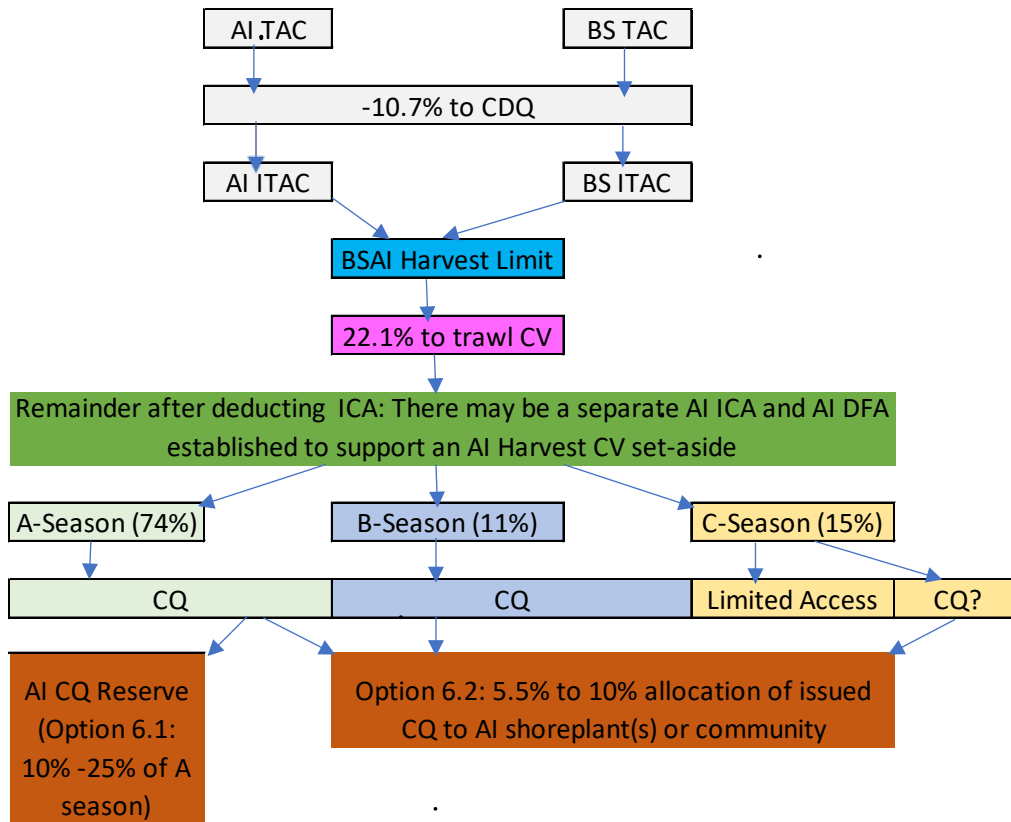 AI TAC
BS TAC
-10.7% to CDQ
AI ITAC
BS ITAC
BSAI Harvest Limit
22.1% to trawl CV
Remainder after deducting ICA: There may be a separate AI ICA and AI DFA
established to support an AI Harvest CV set-aside
A-Season (74%)
B-Season (11%)
C-Season (15%)
CQ
CQ
Limited Access
CQ?
AI CQ Reserve
(Option 6.1:
10% -25% of A
season)
Option 6.2: 5.5% to 10% allocation of issued
CQ to AI shoreplant(s) or community